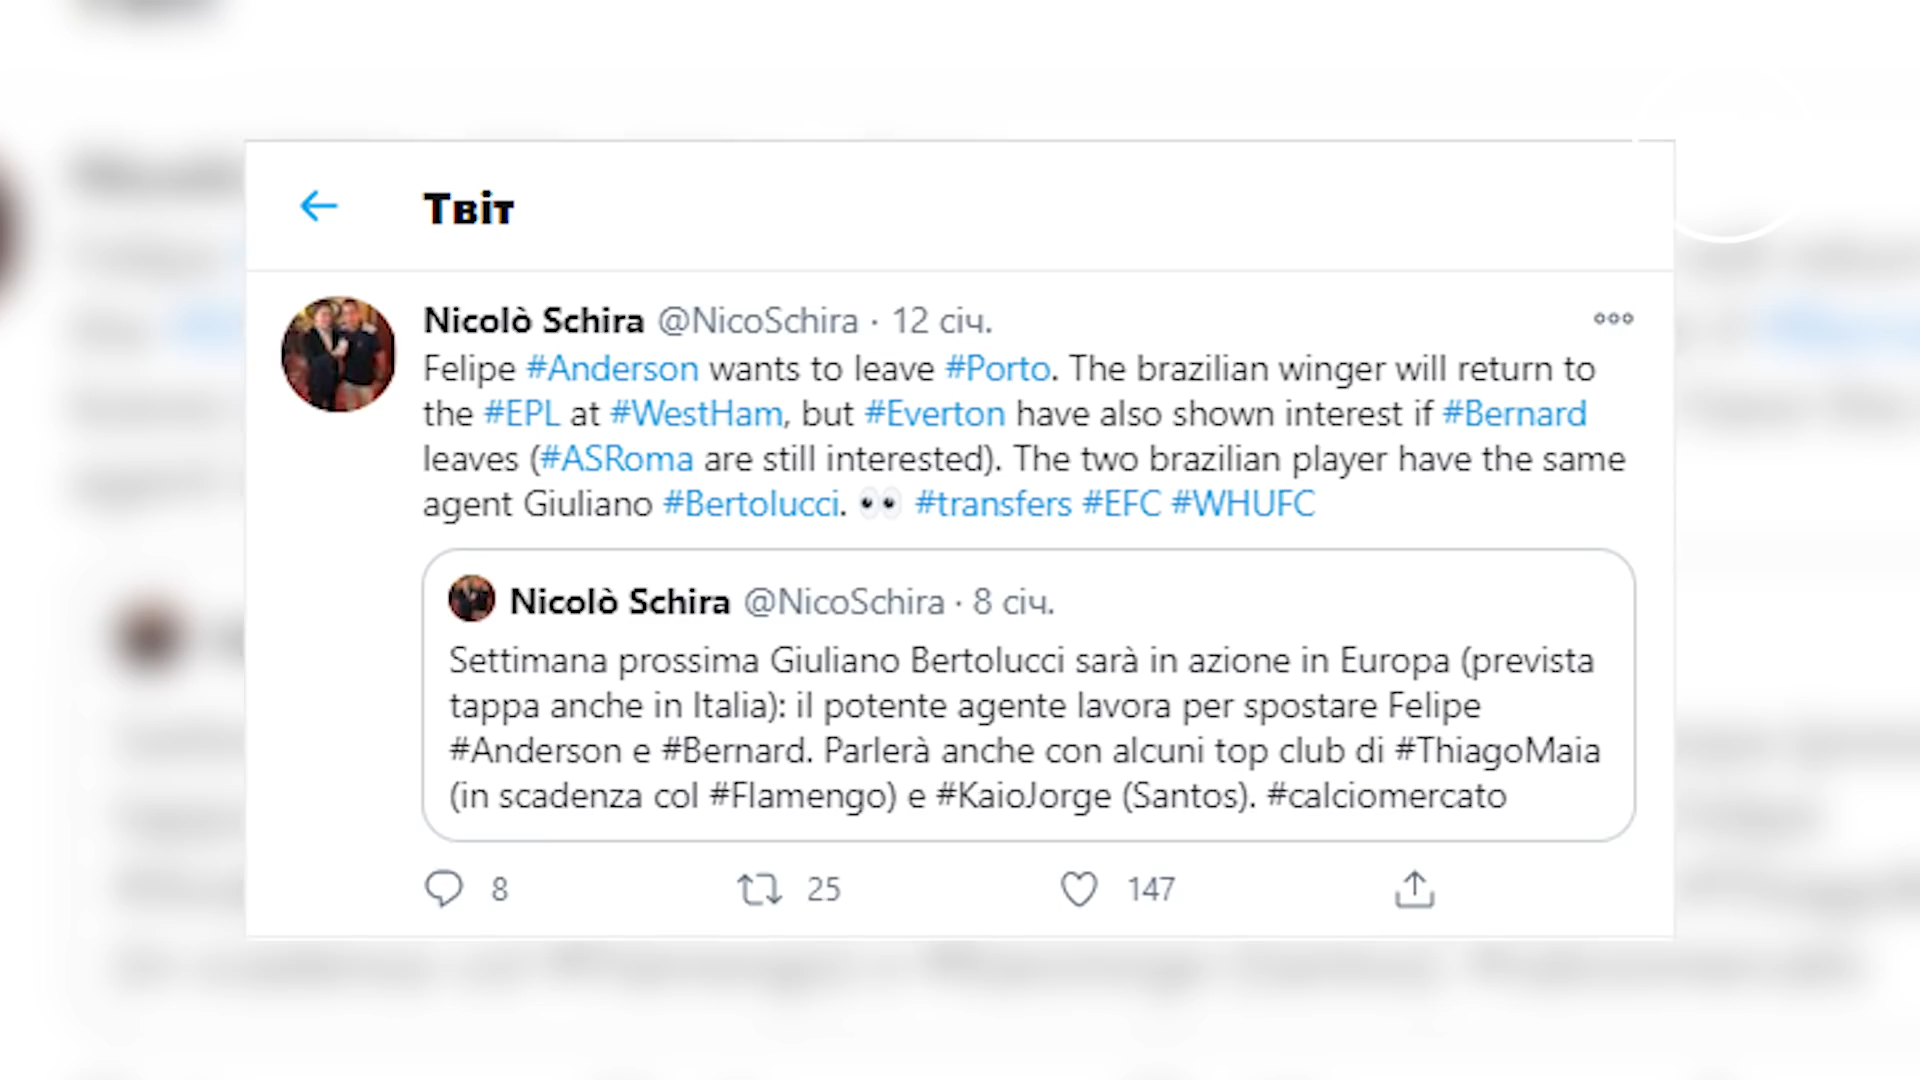 Твіт
Nicolò Schira @NicoSchira · 12 січ.
Felipe #Anderson wants to leave #Porto. The brazilian winger will return to
the #EPL at #WestHam, but #Everton have also shown interest if #Bernard
leaves (#ASRoma are still interested). The two brazilian player have the same
agent Giuliano #Bertolucci. 👀 #transfers #EFC #WHUFC
Nicolò Schira @NicoSchira · 8 січ.
Settimana prossima Giuliano Bertolucci sarà in azione in Europa (prevista
tappa anche in Italia): il potente agente lavora per spostare Felipe
#Anderson e #Bernard. Parlerà anche con alcuni top club di #ThiagoMaia
(in scadenza col #Flamengo) e #KaioJorge (Santos). #calciomercato
8 25 147